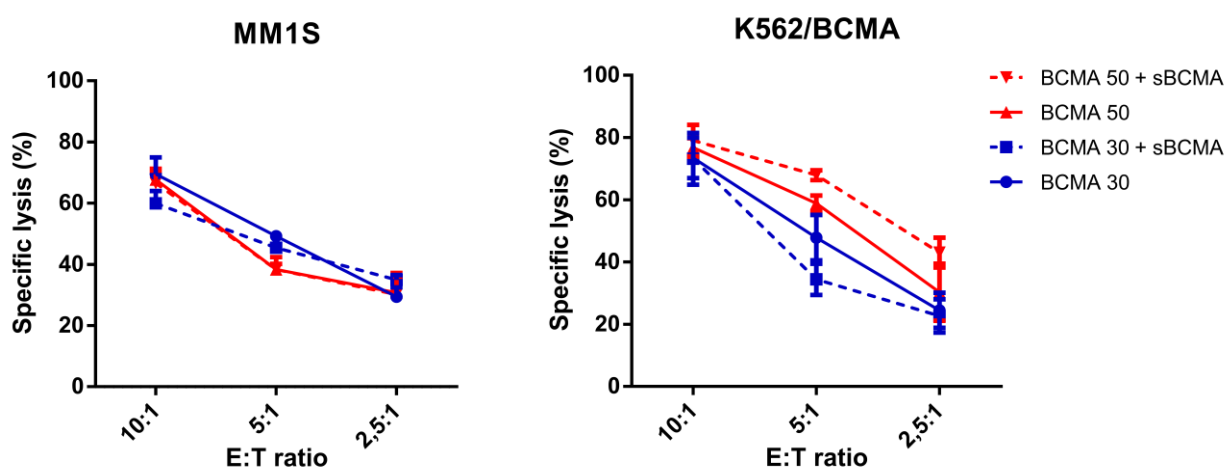 MM1S
Specific lysis (%)
100
80
60
40
20
0
10:1
5:1
2,5:1
E:T ratio
K562/BCMA
Specific lysis (%)
100
80
60
40
20
0
10:1
5:1
2,5:1
E:T ratio
BCMA 50 + sBCMA
BCMA 50
BCMA 30 + sBCMA
BCMA 30